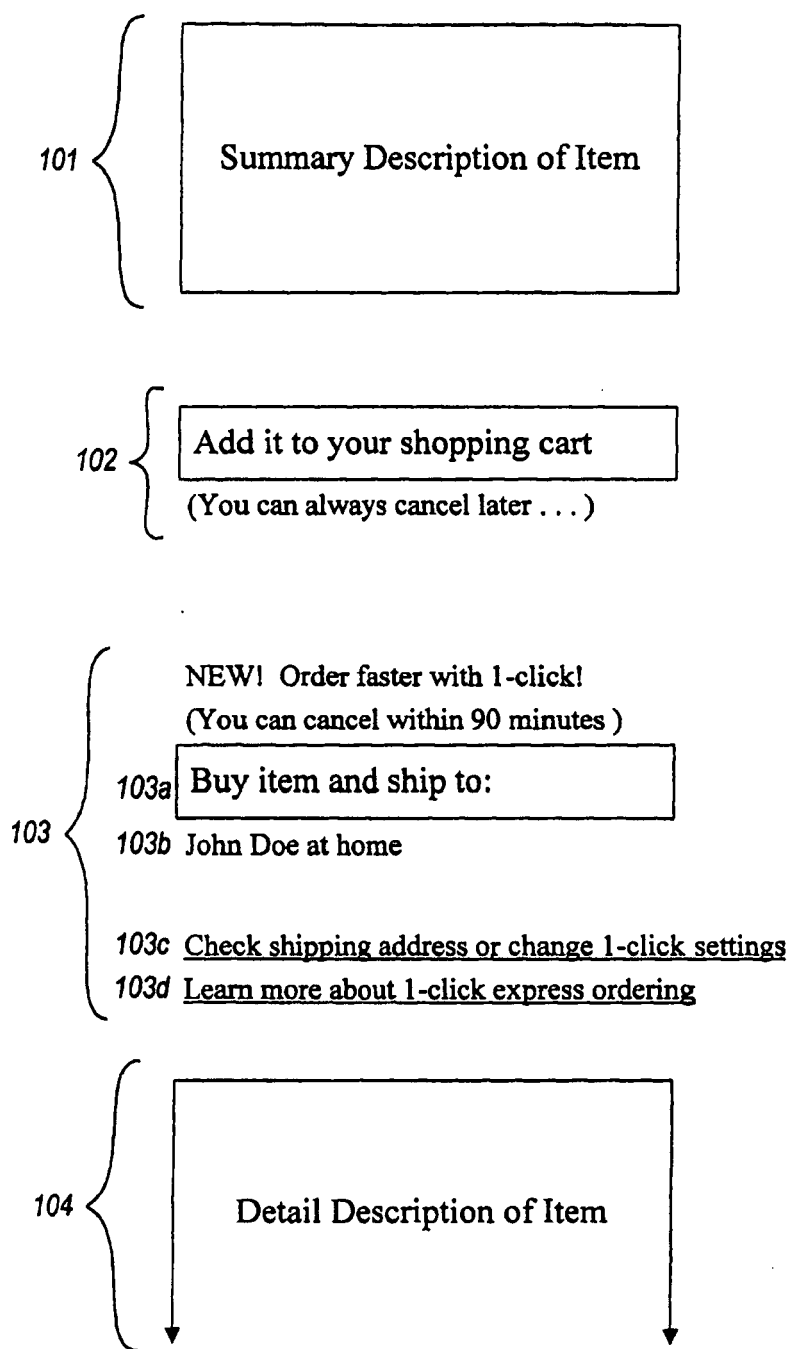 101 Summary Description of Item
102 Add it to your shopping cart
(You can always cancel later . . . )
NEW! Order faster with 1-click!
(You can cancel within 90 minutes )
103a Buy item and ship to:
103
103b John Doe at home
103c Check shipping address or change 1-click settings
103d Learn more about 1-click express ordering
104 Detail Description of Item